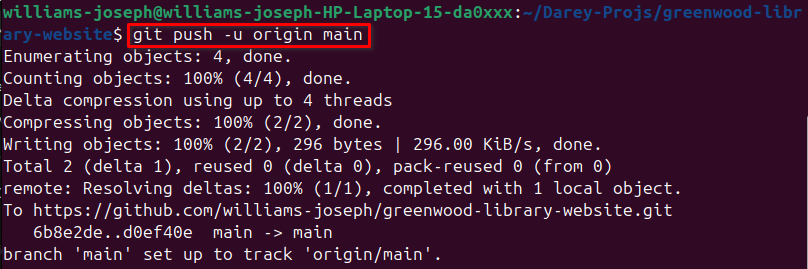 williams-joseph@williams-joseph-HP-Laptop-15-da0xxx:~/Darey-Projs/greenwood-libr
ary-website$ git push -u origin main
Enumerating objects: 4, done.
Counting objects: 100% (4/4), done.
Delta compression using up to 4 threads
Compressing objects: 100% (2/2), done.
Writing objects: 100% (2/2), 296 bytes | 296.00 KiB/s, done.
Total 2 (delta 1), reused 0 (delta 0), pack-reused 0 (from 0)
remote: Resolving deltas: 100% (1/1), completed with 1 local object.
To https://github.com/williams-joseph/greenwood-library-website.git
   6b8e2de..d0ef40e  main -> main
branch 'main' set up to track 'origin/main'.